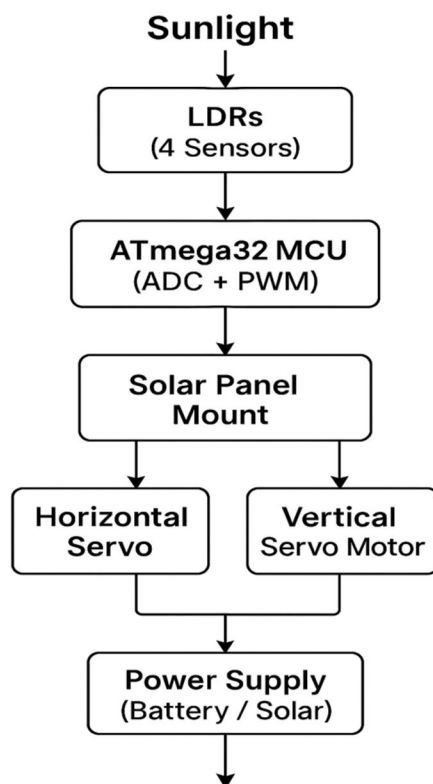 Sunlight
LDRs
(4 Sensors)
ATmega32 MCU
(ADC + PWM)
Solar Panel
Mount
Horizontal
Servo
Vertical
Servo Motor
Power Supply
(Battery / Solar)